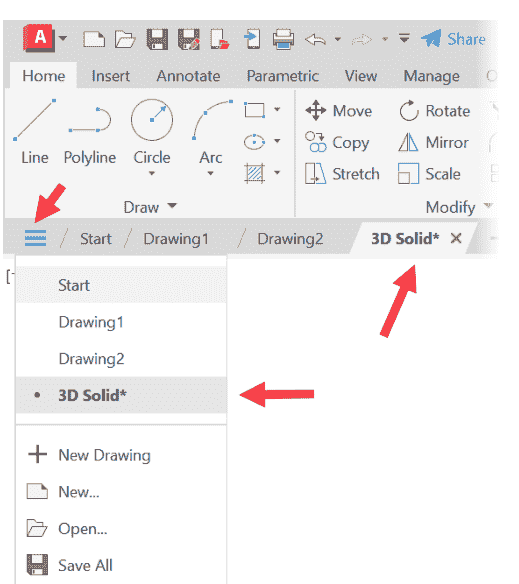 A Share
Home Insert Annotate Parametric View Manage
Move Rotate
Copy Mirror
Line Polyline Circle Arc
Stretch Scale
Draw Modify
Start Drawing1 Drawing2 3D Solid*
Start
Drawing1
Drawing2
3D Solid*
New Drawing
New...
Open...
Save All